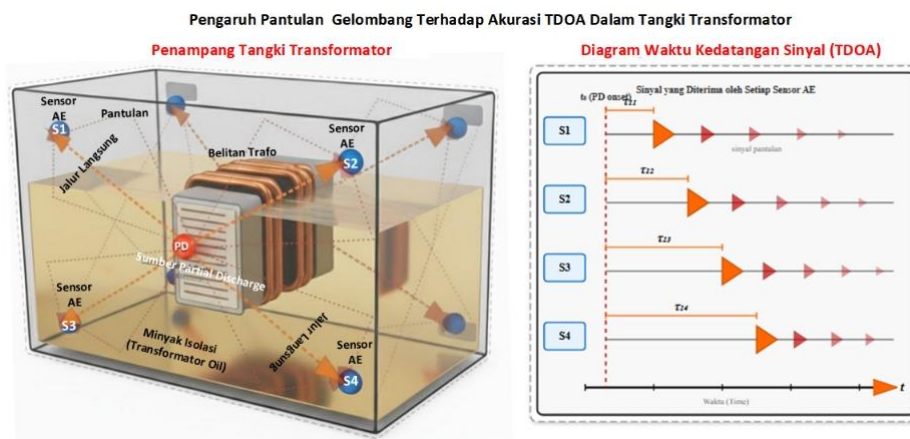 Pengaruh Pantulan Gelombang Terhadap Akurasi TDOA Dalam Tangki Transformator
Penampang Tangki Transformator
Sensor
AE
S1
Pantulan
Jalur Langsung
Belitan Trafo
Sensor
AE
S2
PD
Sumber Partial Discharge
Sensor
AE
S3
Minyak Isolasi
(Transformator Oil)
Jalur Langsung
Sensor
AE
S4
Diagram Waktu Kedatangan Sinyal (TDOA)
Sinyal yang Diterima oleh Setiap Sensor AE
t₀ (PD onset)
τ₂₁
S1
sinyal pantulan
τ₂₂
S2
τ₂₃
S3
τ₂₄
S4
t
Waktu (Time)